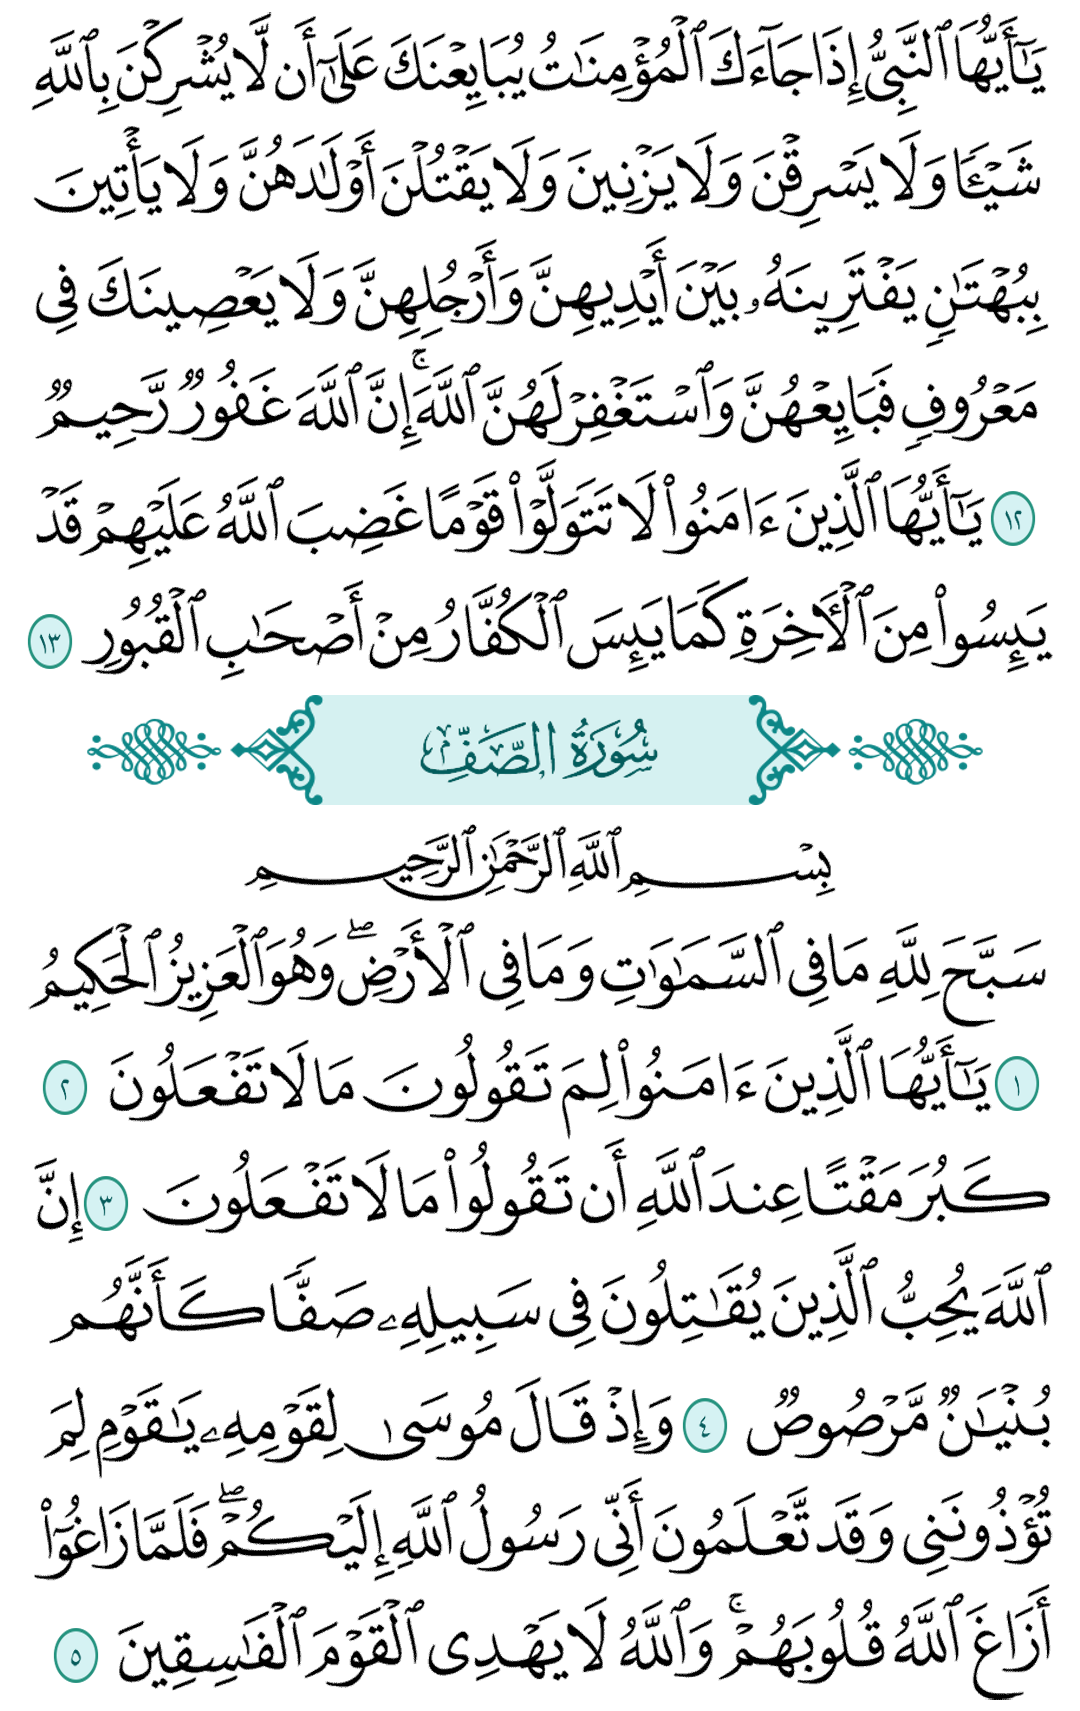 يَـٰٓأَيُّهَا ٱلنَّبِىُّ إِذَا جَآءَكَ ٱلْمُؤْمِنَـٰتُ يُبَايِعْنَكَ عَلَىٰٓ أَن لَّا يُشْرِكْنَ بِٱللَّهِ
شَيْـًٔا وَلَا يَسْرِقْنَ وَلَا يَزْنِينَ وَلَا يَقْتُلْنَ أَوْلَـٰدَهُنَّ وَلَا يَأْتِينَ
بِبُهْتَـٰنٍ يَفْتَرِينَهُۥ بَيْنَ أَيْدِيهِنَّ وَأَرْجُلِهِنَّ وَلَا يَعْصِينَكَ فِى
مَعْرُوفٍ فَبَايِعْهُنَّ وَٱسْتَغْفِرْ لَهُنَّ ٱللَّهَ ۚ إِنَّ ٱللَّهَ غَفُورٌ رَّحِيمٌ
١٢ يَـٰٓأَيُّهَا ٱلَّذِينَ ءَامَنُوا۟ لَا تَتَوَلَّوْا۟ قَوْمًا غَضِبَ ٱللَّهُ عَلَيْهِمْ قَدْ
يَئِسُوا۟ مِنَ ٱلْـَٔاخِرَةِ كَمَا يَئِسَ ٱلْكُفَّارُ مِنْ أَصْحَـٰبِ ٱلْقُبُورِ ١٣
سُورَةُ الصَّفِّ
بِسْمِ ٱللَّهِ ٱلرَّحْمَـٰنِ ٱلرَّحِيمِ
سَبَّحَ لِلَّهِ مَا فِى ٱلسَّمَـٰوَٰتِ وَمَا فِى ٱلْأَرْضِ ۖ وَهُوَ ٱلْعَزِيزُ ٱلْحَكِيمُ
١ يَـٰٓأَيُّهَا ٱلَّذِينَ ءَامَنُوا۟ لِمَ تَقُولُونَ مَا لَا تَفْعَلُونَ ٢
كَبُرَ مَقْتًا عِندَ ٱللَّهِ أَن تَقُولُوا۟ مَا لَا تَفْعَلُونَ ٣ إِنَّ
ٱللَّهَ يُحِبُّ ٱلَّذِينَ يُقَـٰتِلُونَ فِى سَبِيلِهِۦ صَفًّا كَأَنَّهُم
بُنْيَـٰنٌ مَّرْصُوصٌ ٤ وَإِذْ قَالَ مُوسَىٰ لِقَوْمِهِۦ يَـٰقَوْمِ لِمَ
تُؤْذُونَنِى وَقَد تَّعْلَمُونَ أَنِّى رَسُولُ ٱللَّهِ إِلَيْكُمْ ۖ فَلَمَّا زَاغُوٓا۟
أَزَاغَ ٱللَّهُ قُلُوبَهُمْ ۚ وَٱللَّهُ لَا يَهْدِى ٱلْقَوْمَ ٱلْفَـٰسِقِينَ ٥